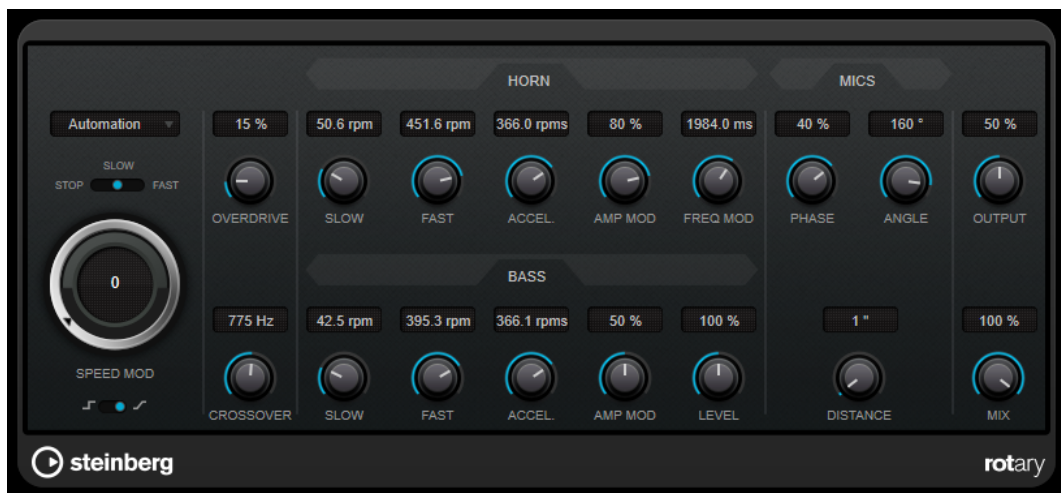 HORN
MICS
Automation
15 %
50.6 rpm
451.6 rpm
366.0 rpms
80 %
1984.0 ms
40 %
160 °
50 %
SLOW
STOP
FAST
OVERDRIVE
SLOW
FAST
ACCEL.
AMP MOD
FREQ MOD
PHASE
ANGLE
OUTPUT
0
BASS
775 Hz
42.5 rpm
395.3 rpm
366.1 rpms
50 %
100 %
1 "
100 %
SPEED MOD
CROSSOVER
SLOW
FAST
ACCEL.
AMP MOD
LEVEL
DISTANCE
MIX
steinberg
rotary